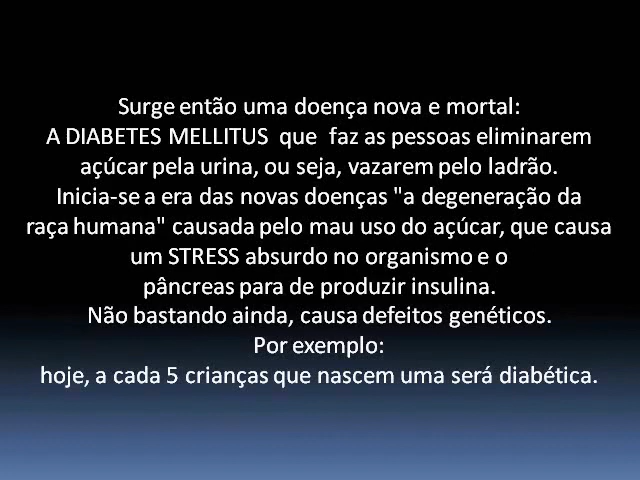 Surge então uma doença nova e mortal:
A DIABETES MELLITUS que faz as pessoas eliminarem
açúcar pela urina, ou seja, vazarem pelo ladrão.
Inicia-se a era das novas doenças "a degeneração da
raça humana" causada pelo mau uso do açúcar, que causa
um STRESS absurdo no organismo e o
pâncreas para de produzir insulina.
Não bastando ainda, causa defeitos genéticos.
Por exemplo:
hoje, a cada 5 crianças que nascem uma será diabética.